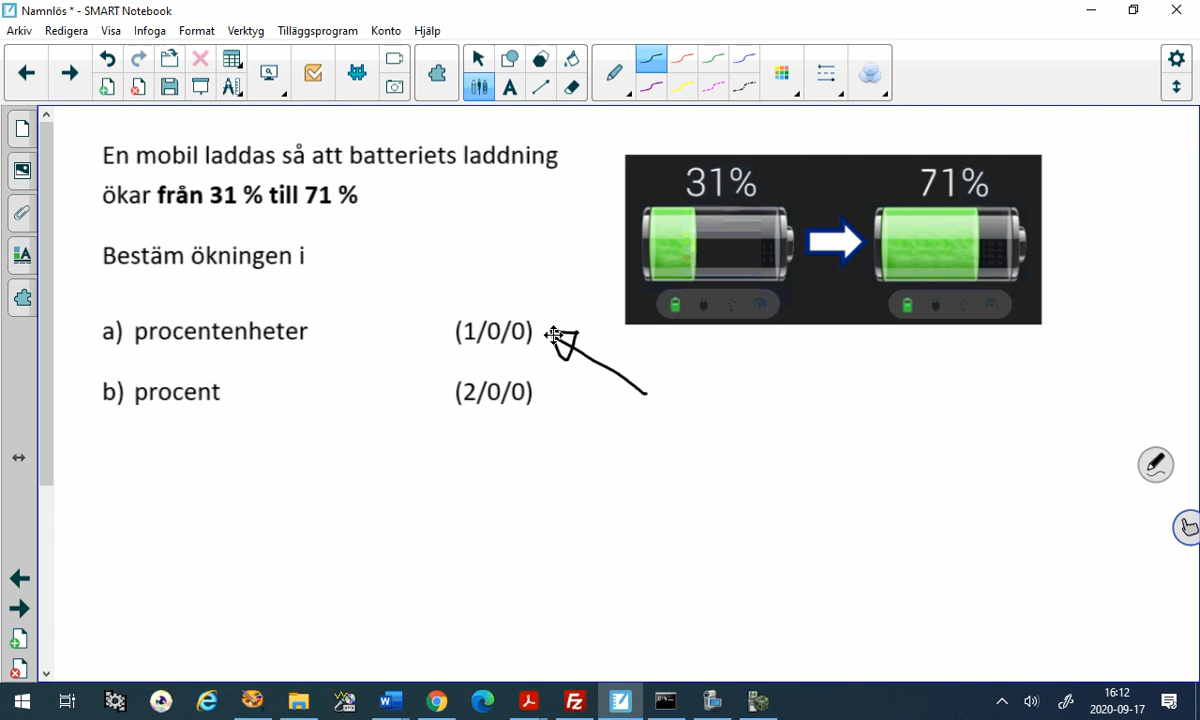 Namnlös * - SMART Notebook
Arkiv Redigera Visa Infoga Format Verktyg Tilläggsprogram Konto Hjälp
En mobil laddas så att batteriets laddning
ökar från 31 % till 71 %
31% 71%
Bestäm ökningen i
a) procentenheter (1/0/0)
b) procent (2/0/0)
16:12
2020-09-17